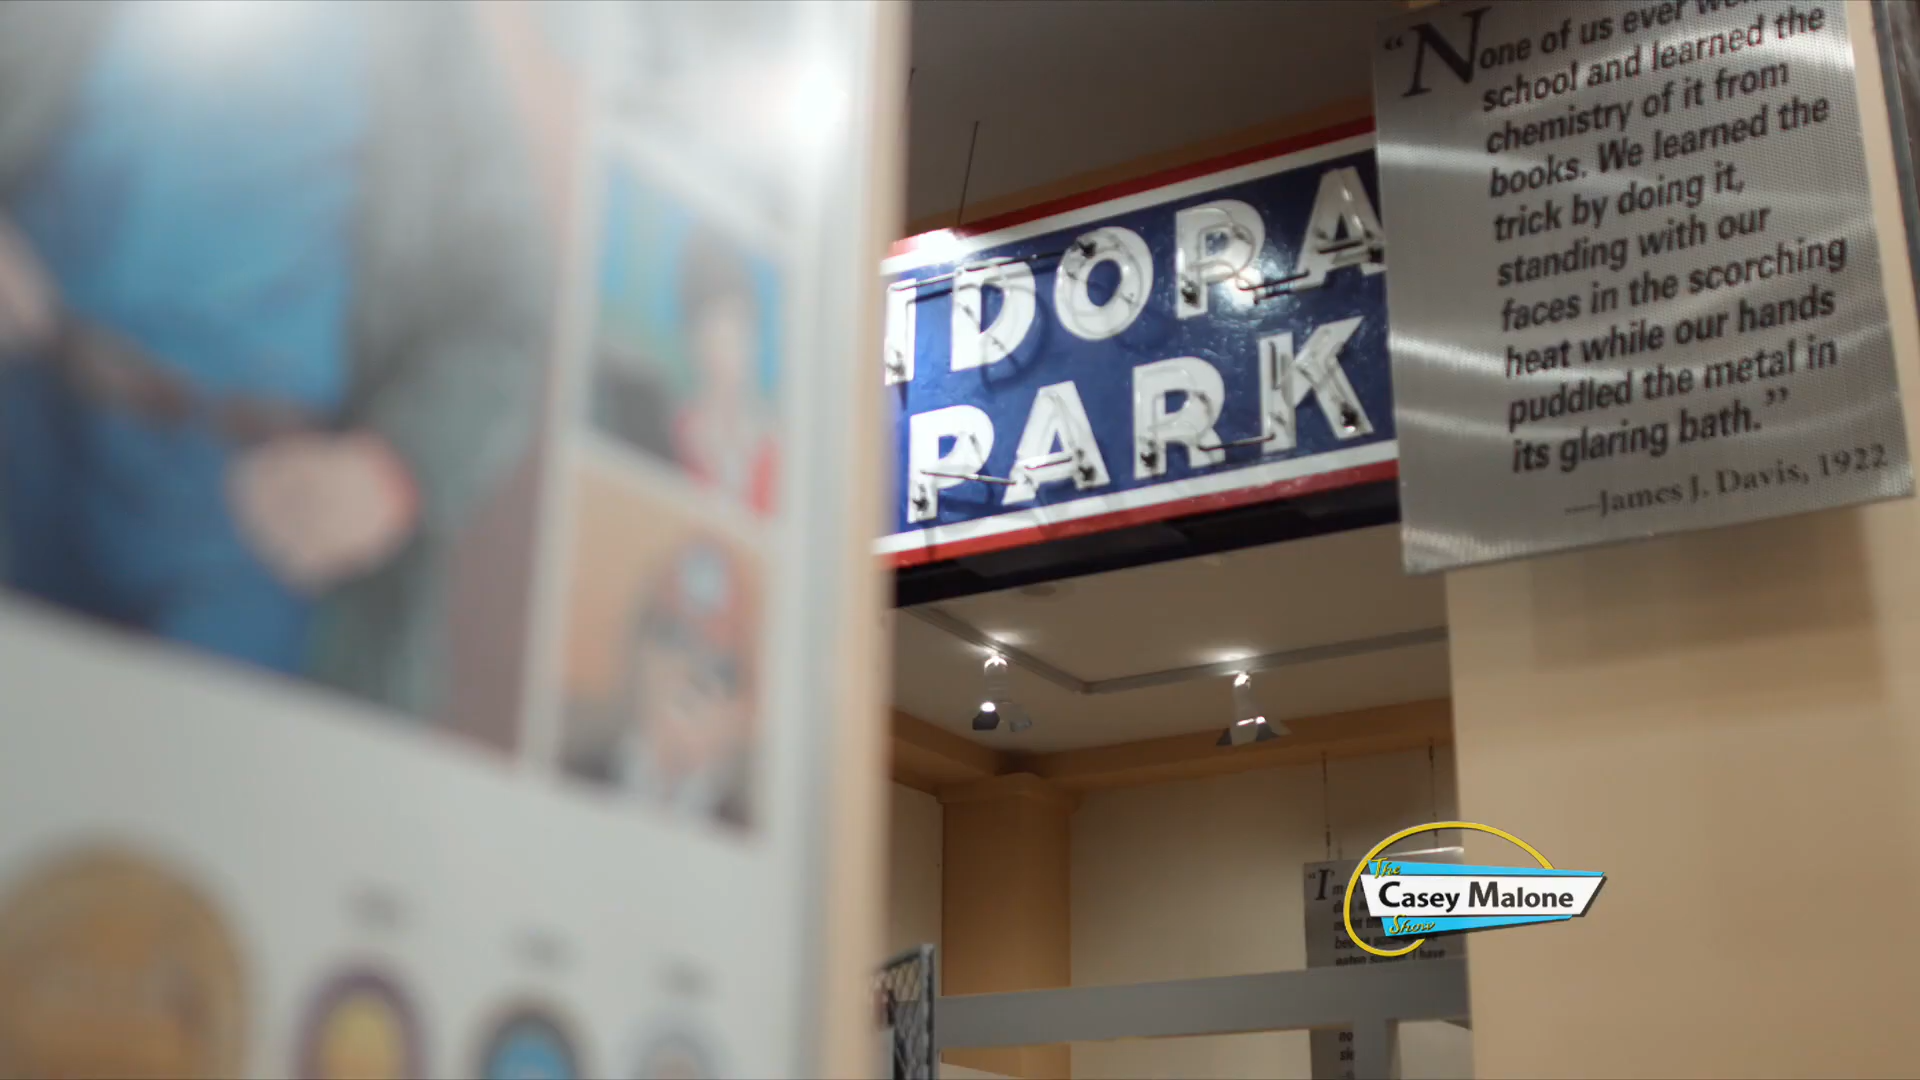 IDOPA
PARK
“None of us ever
school and learned the
chemistry of it from
books. We learned the
trick by doing it,
standing with our
faces in the scorching
heat while our hands
puddled the metal in
its glaring bath.”
—James J. Davis, 1922
The
Casey Malone
Show